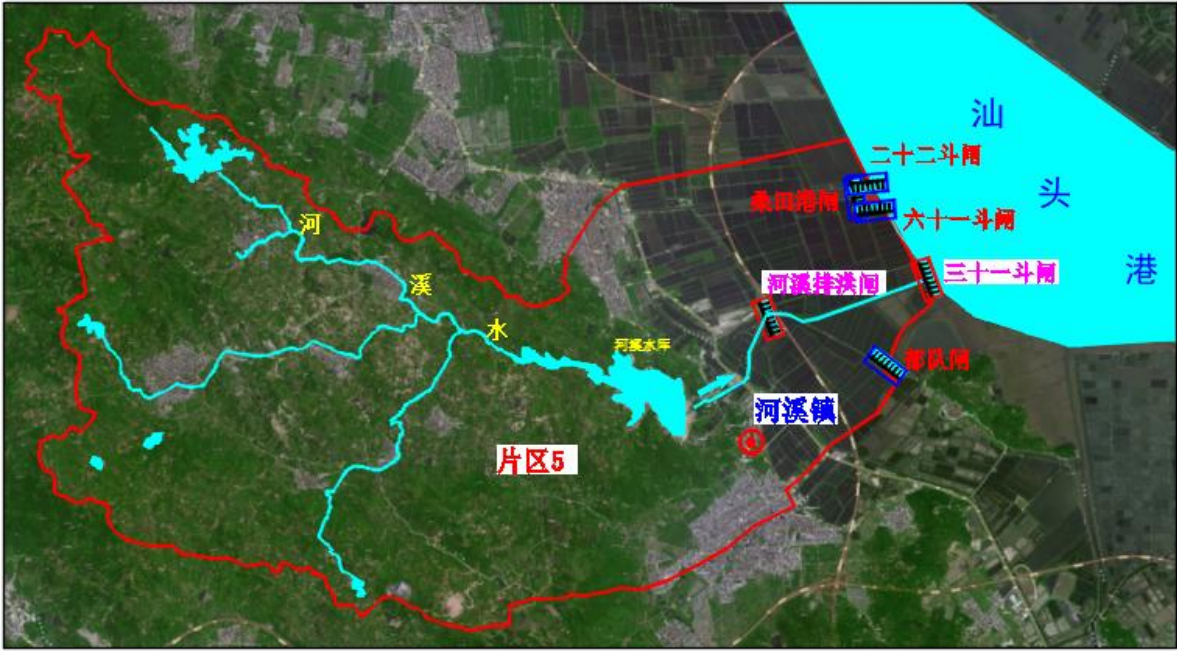 汕
头
港
二十二斗闸
桑田港闸
六十一斗闸
河
溪
水
三十一斗闸
河溪排洪闸
河溪水库
部队闸
河溪镇
片区5